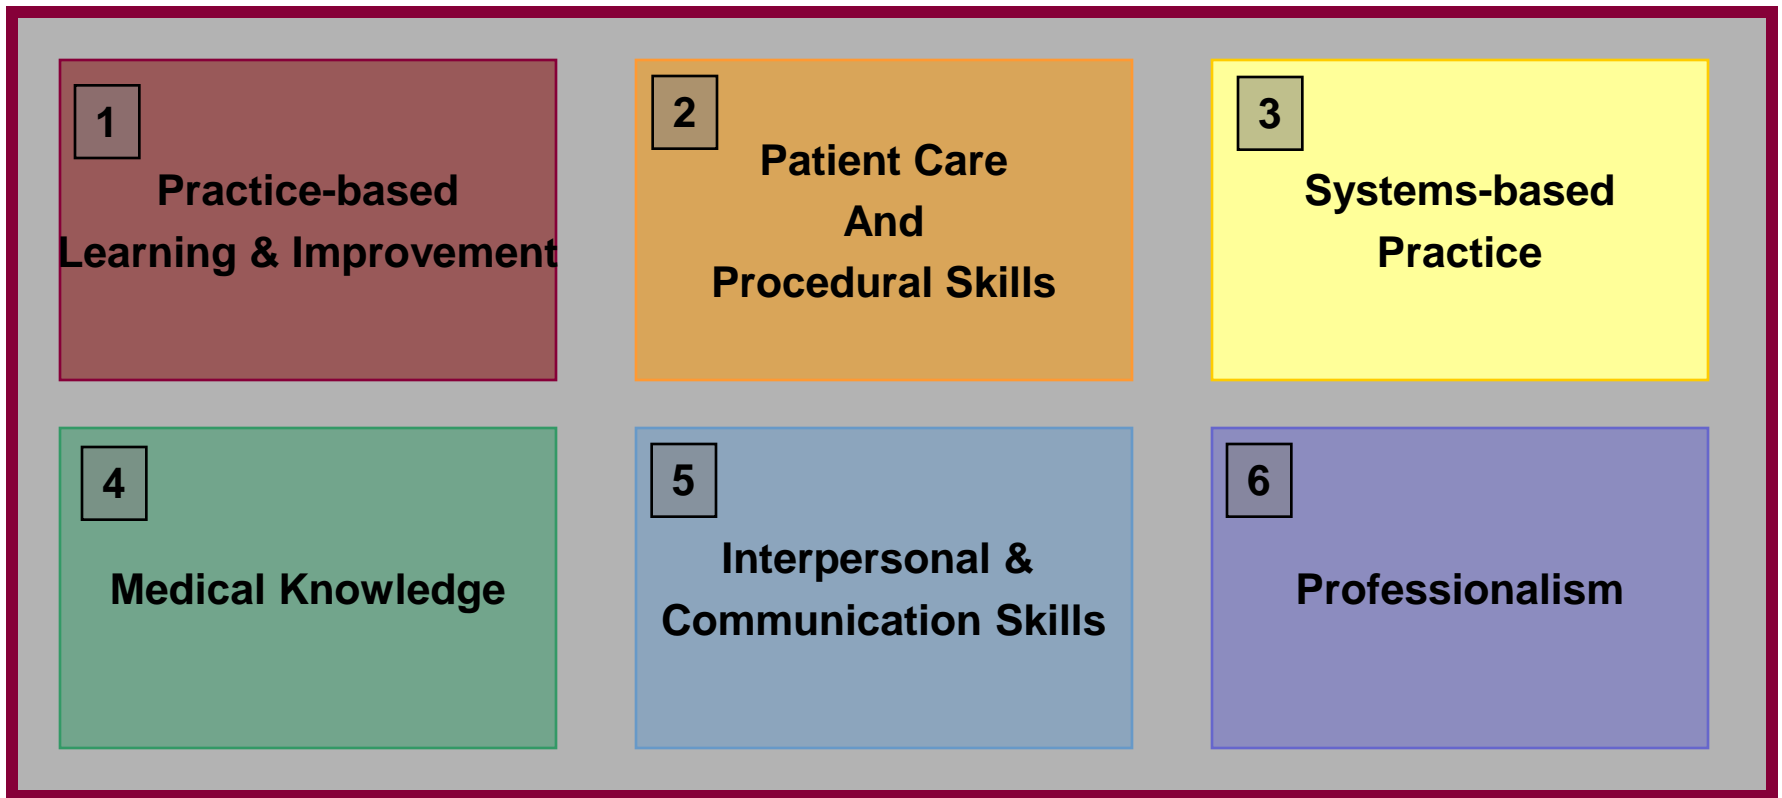 1
Practice-based
Learning & Improvement
2
Patient Care
And
Procedural Skills
3
Systems-based
Practice
4
Medical Knowledge
5
Interpersonal &
Communication Skills
6
Professionalism